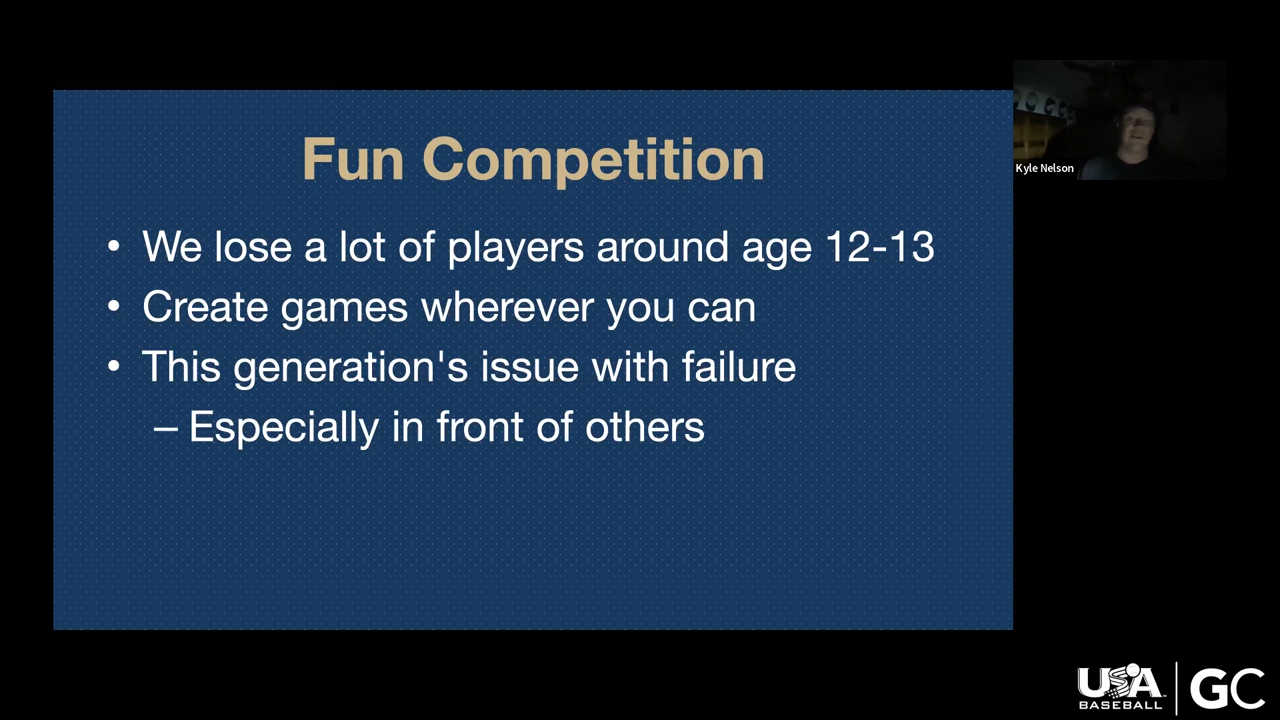 Fun Competition
• We lose a lot of players around age 12-13
• Create games wherever you can
• This generation's issue with failure
– Especially in front of others
Kyle Nelson
USA
BASEBALL
GC